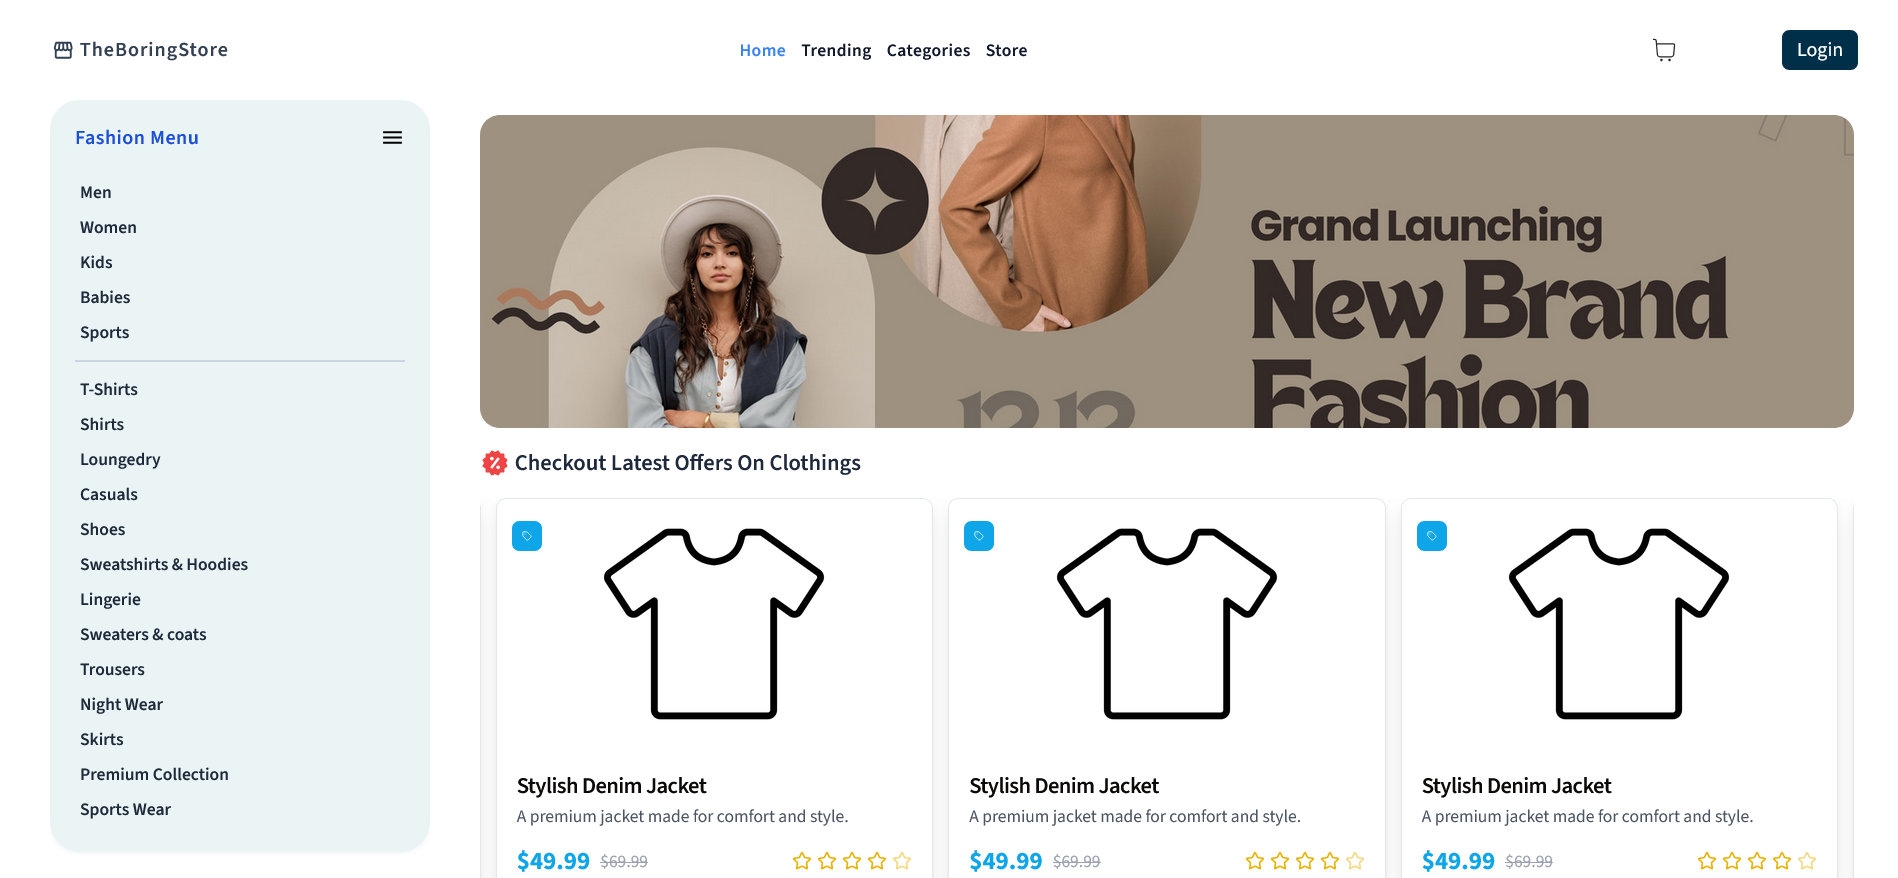 TheBoringStore
Home Trending Categories Store
Login
Fashion Menu
Men
Women
Kids
Babies
Sports
T-Shirts
Shirts
Loungedry
Casuals
Shoes
Sweatshirts & Hoodies
Lingerie
Sweaters & coats
Trousers
Night Wear
Skirts
Premium Collection
Sports Wear
Grand Launching
New Brand
Fashion
12 12
Checkout Latest Offers On Clothings
Stylish Denim Jacket
A premium jacket made for comfort and style.
$49.99 $69.99
Stylish Denim Jacket
A premium jacket made for comfort and style.
$49.99 $69.99
Stylish Denim Jacket
A premium jacket made for comfort and style.
$49.99 $69.99